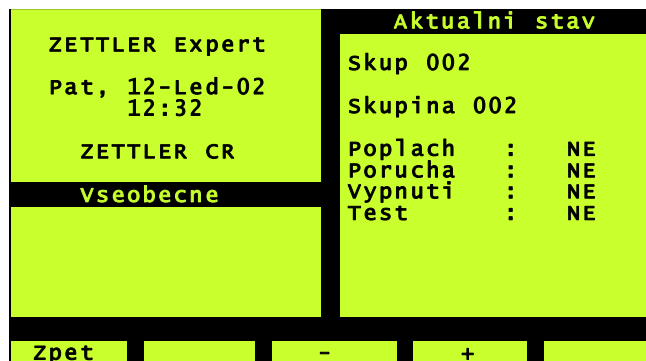 ZETTLER Expert
Pat, 12-Led-02
12:32
ZETTLER CR
Vseobecne
Aktualni stav
Skup 002
Skupina 002
Poplach : NE
Porucha : NE
Vypnuti : NE
Test : NE
Zpet - +